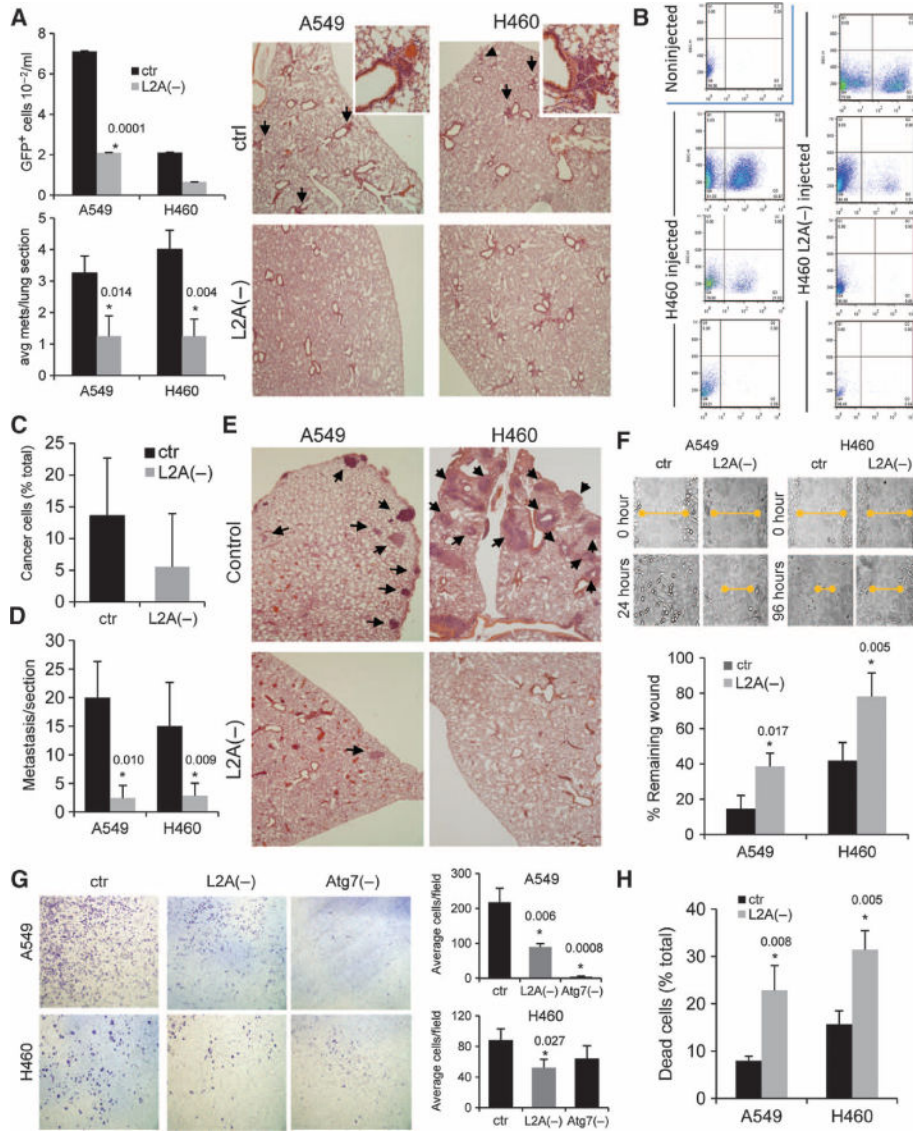 A
A549
H460
8
6
4
2
0
GFP+ cells 10−2/ml
ctr
L2A(−)
0.0001
*
A549
H460
5
4
3
2
1
0
avg mets/lung section
0.014
*
0.004
*
A549
H460
ctrl
L2A(−)
B
Noninjected
H460 injected
H460 L2A(−) injected
C
25
20
15
10
5
0
Cancer cells (% total)
ctr
L2A(−)
ctr
L2A(−)
D
30
25
20
15
10
5
0
Metastasis/section
0.010
*
0.009
*
A549
H460
E
A549
H460
Control
L2A(−)
F
A549
H460
ctr
L2A(−)
ctr
L2A(−)
0 hour
0 hour
24 hours
96 hours
100
80
60
40
20
0
% Remaining wound
ctr
L2A(−)
0.017
*
0.005
*
A549
H460
G
ctr
L2A(−)
Atg7(−)
A549
H460
A549
300
200
100
0
Average cells/field
0.006
*
0.0008
*
ctr
L2A(−)
Atg7(−)
H460
120
80
40
0
Average cells/field
0.027
*
ctr
L2A(−)
Atg7(−)
H
40
30
20
10
0
Dead cells (% total)
ctr
L2A(−)
0.008
*
0.005
*
A549
H460